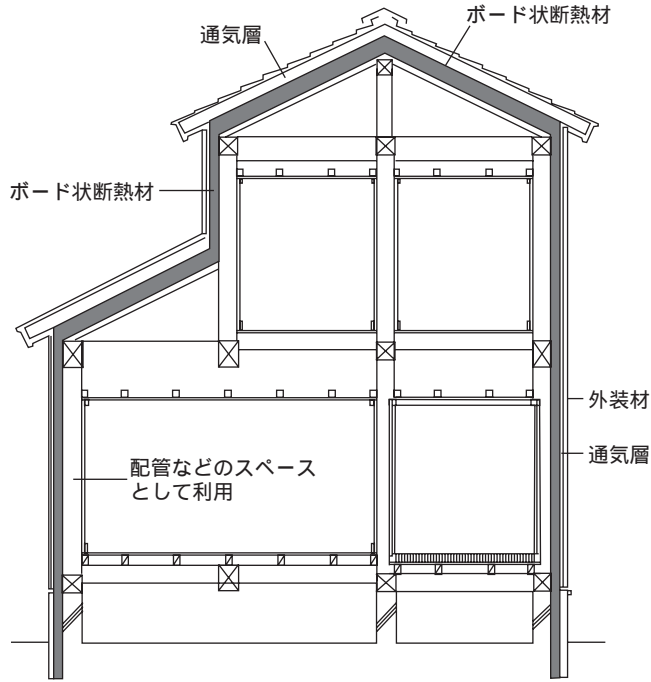 ボード状断熱材
通気層
ボード状断熱材
外装材
通気層
配管などのスペース
として利用